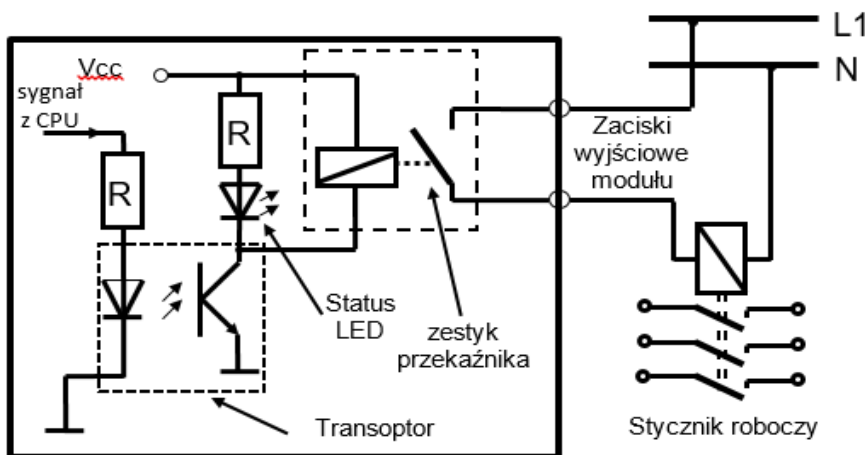 L1
N
Vcc
sygnał
z CPU
R
R
Zaciski
wyjściowe
modułu
Status
LED
zestyk
przekaźnika
Transoptor
Stycznik roboczy